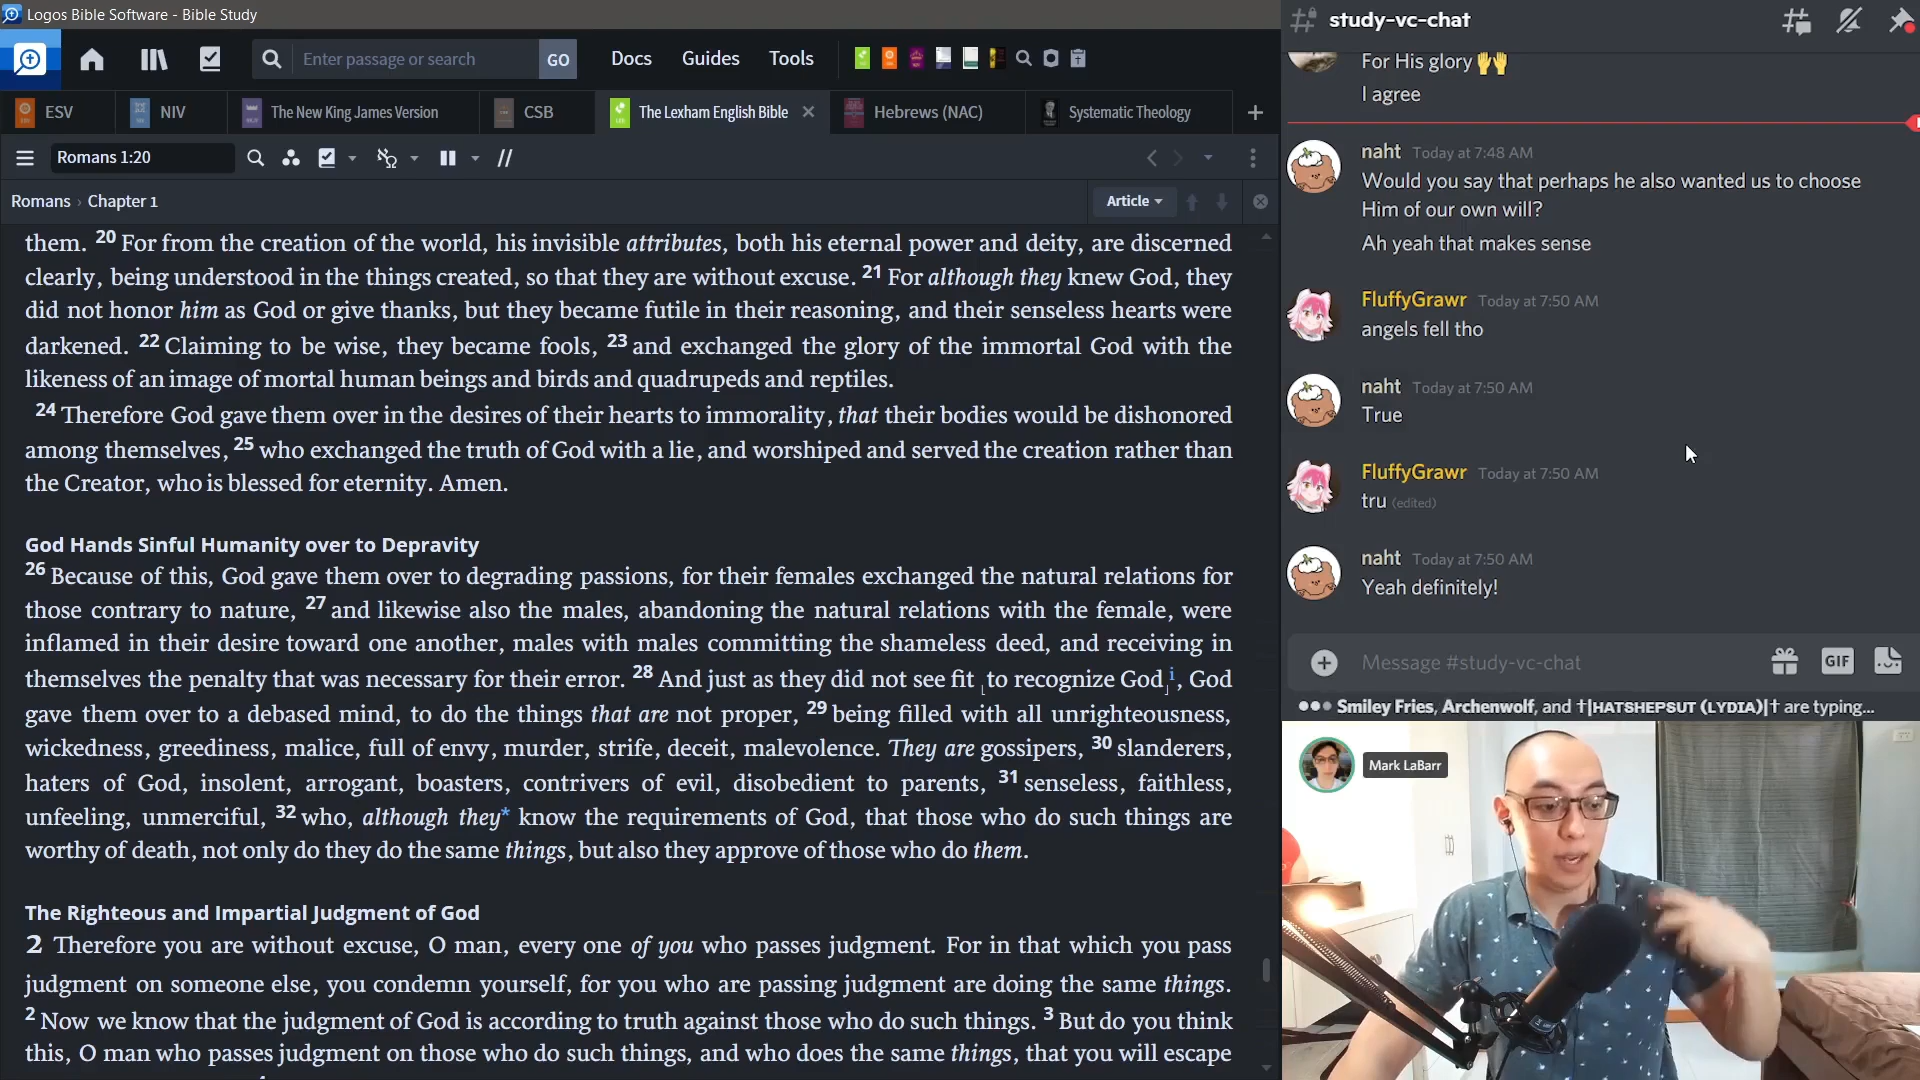 Logos Bible Software - Bible Study
Enter passage or search
GO
Docs
Guides
Tools
ESV
NIV
The New King James Version
CSB
The Lexham English Bible
Hebrews (NAC)
Systematic Theology
Romans 1:20
Romans › Chapter 1
Article
them. 20 For from the creation of the world, his invisible attributes, both his eternal power and deity, are discerned
clearly, being understood in the things created, so that they are without excuse. 21 For although they knew God, they
did not honor him as God or give thanks, but they became futile in their reasoning, and their senseless hearts were
darkened. 22 Claiming to be wise, they became fools, 23 and exchanged the glory of the immortal God with the
likeness of an image of mortal human beings and birds and quadrupeds and reptiles.
24 Therefore God gave them over in the desires of their hearts to immorality, that their bodies would be dishonored
among themselves, 25 who exchanged the truth of God with a lie, and worshiped and served the creation rather than
the Creator, who is blessed for eternity. Amen.
God Hands Sinful Humanity over to Depravity
26 Because of this, God gave them over to degrading passions, for their females exchanged the natural relations for
those contrary to nature, 27 and likewise also the males, abandoning the natural relations with the female, were
inflamed in their desire toward one another, males with males committing the shameless deed, and receiving in
themselves the penalty that was necessary for their error. 28 And just as they did not see fit ⌊to recognize God⌋i, God
gave them over to a debased mind, to do the things that are not proper, 29 being filled with all unrighteousness,
wickedness, greediness, malice, full of envy, murder, strife, deceit, malevolence. They are gossipers, 30 slanderers,
haters of God, insolent, arrogant, boasters, contrivers of evil, disobedient to parents, 31 senseless, faithless,
unfeeling, unmerciful, 32 who, although they* know the requirements of God, that those who do such things are
worthy of death, not only do they do the same things, but also they approve of those who do them.
The Righteous and Impartial Judgment of God
2 Therefore you are without excuse, O man, every one of you who passes judgment. For in that which you pass
judgment on someone else, you condemn yourself, for you who are passing judgment are doing the same things.
2 Now we know that the judgment of God is according to truth against those who do such things. 3 But do you think
this, O man who passes judgment on those who do such things, and who does the same things, that you will escape
study-vc-chat
For His glory 🙌🙌
I agree
naht Today at 7:48 AM
Would you say that perhaps he also wanted us to choose
Him of our own will?
Ah yeah that makes sense
FluffyGrawr Today at 7:50 AM
angels fell tho
naht Today at 7:50 AM
True
FluffyGrawr Today at 7:50 AM
tru (edited)
naht Today at 7:50 AM
Yeah definitely!
Message #study-vc-chat
GIF
Smiley Fries, Archenwolf, and †|HATSHEPSUT (LYDIA)|† are typing...
Mark LaBarr